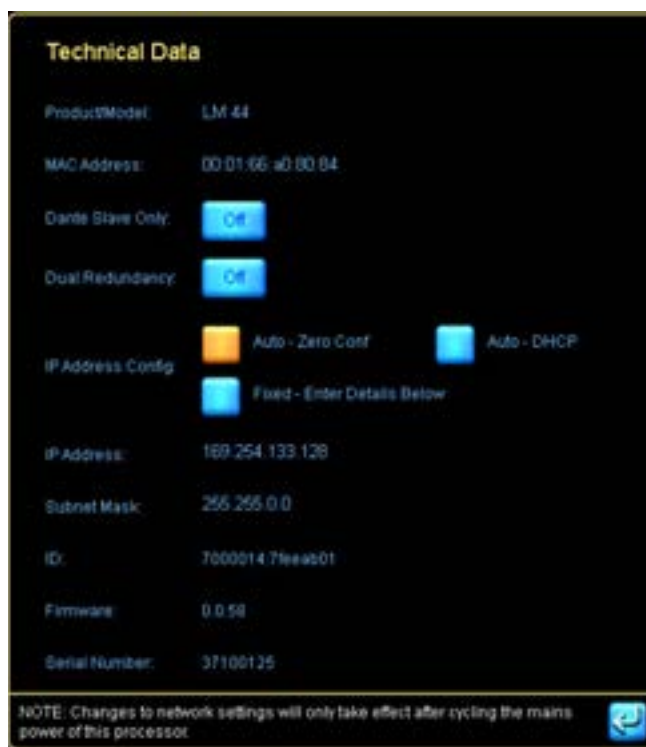 Technical Data
Product/Model: LM 44
MAC Address: 00:01:66:a0:80:84
Dante Slave Only: Off
Dual Redundancy: Off
Auto - Zero Conf Auto - DHCP
IP Address Config:
Fixed - Enter Details Below
IP Address: 169.254.133.128
Subnet Mask: 255.255.0.0
ID: 7000014.7feeab01
Firmware: 0.0.58
Serial Number: 37100125
NOTE: Changes to network settings will only take effect after cycling the mains
power of this processor.